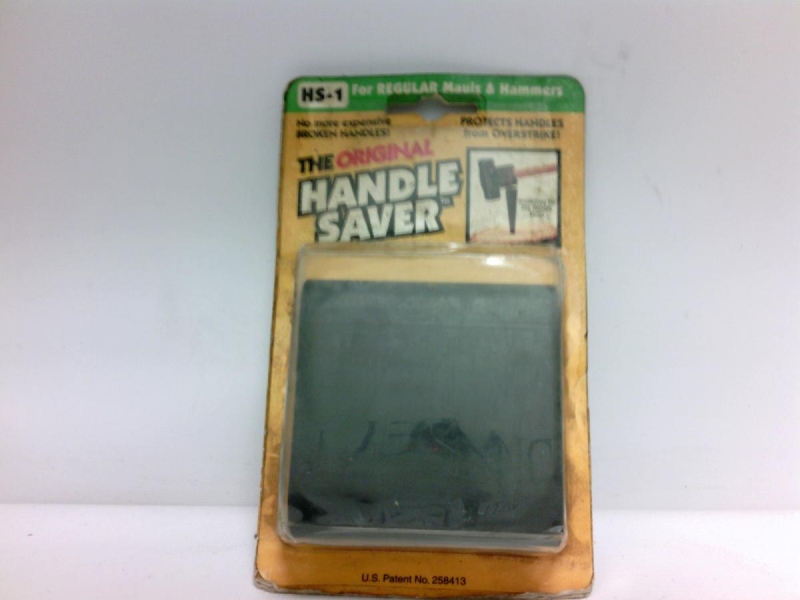 HS-1 For REGULAR Mauls & Hammers
No more expensive
BROKEN HANDLES!
PROTECTS HANDLES
from OVERSTRIKE!
THE ORIGINAL
HANDLE
SAVER™
U.S. Patent No. 258413